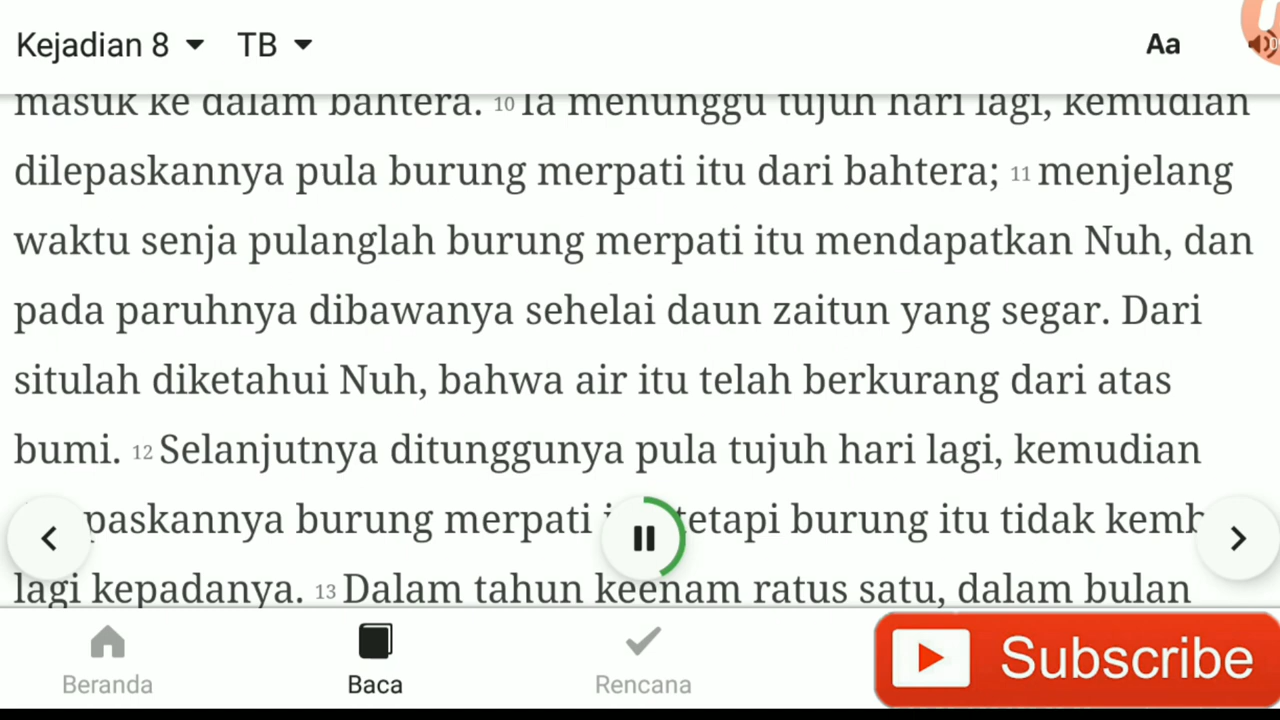 Kejadian 8 TB Aa
masuk ke dalam bahtera. 10 Ia menunggu tujuh hari lagi, kemudian
dilepaskannya pula burung merpati itu dari bahtera; 11 menjelang
waktu senja pulanglah burung merpati itu mendapatkan Nuh, dan
pada paruhnya dibawanya sehelai daun zaitun yang segar. Dari
situlah diketahui Nuh, bahwa air itu telah berkurang dari atas
bumi. 12 Selanjutnya ditunggunya pula tujuh hari lagi, kemudian
paskannya burung merpati tetapi burung itu tidak kemb
lagi kepadanya. 13 Dalam tahun keenam ratus satu, dalam bulan
Beranda Baca Rencana Subscribe